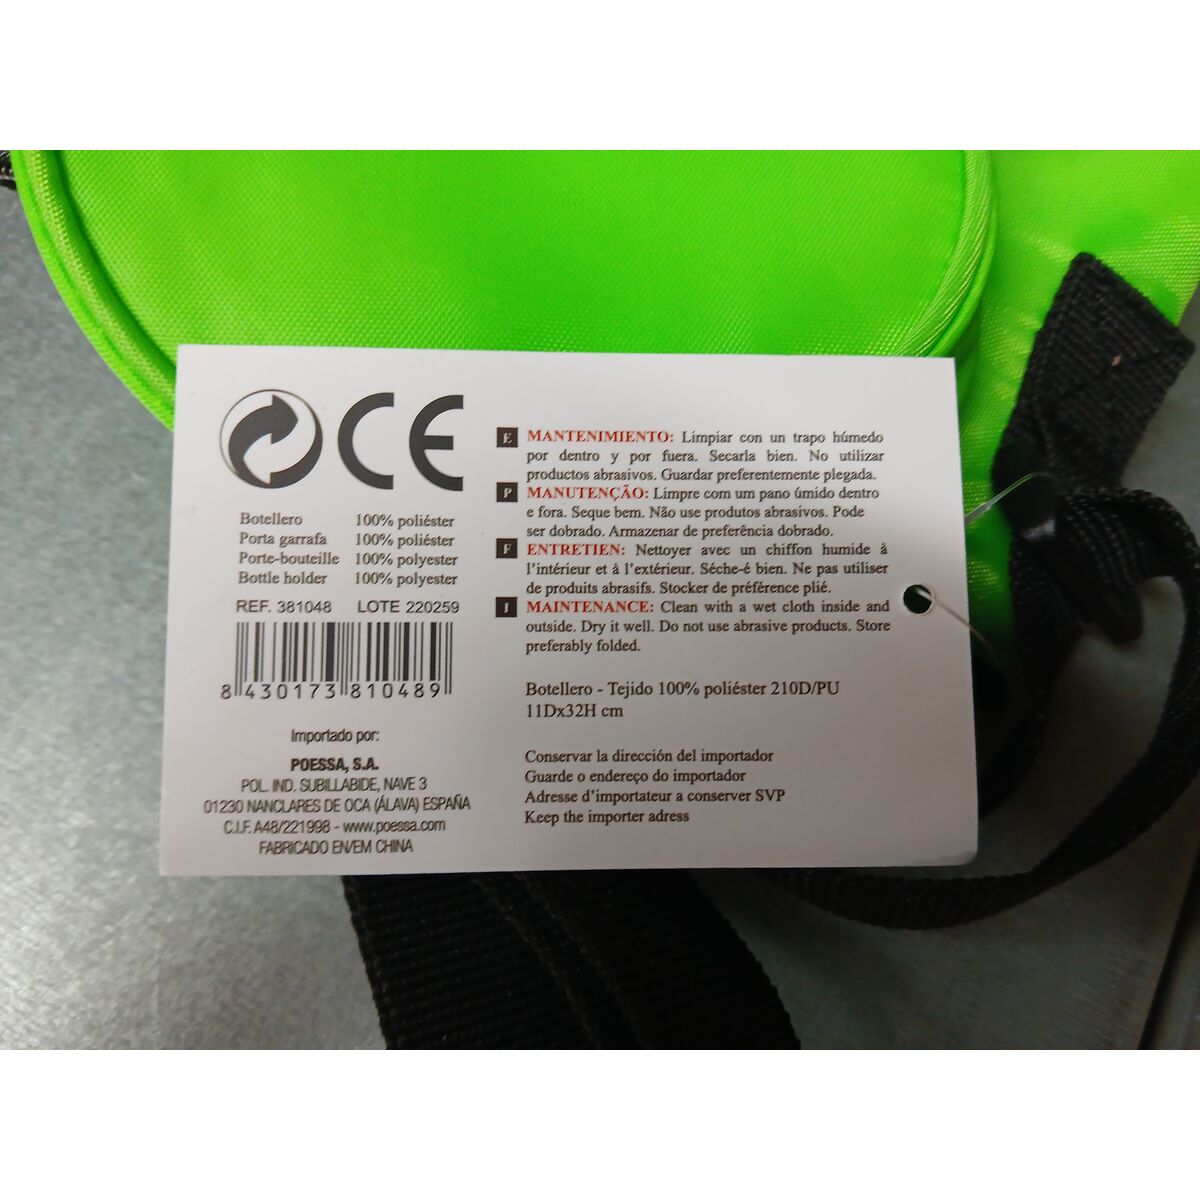 CE
Botellero 100% poliéster
Porta garrafa 100% poliéster
Porte-bouteille 100% polyester
Bottle holder 100% polyester
REF. 381048 LOTE 220259
8 430173 810489
Importado por:
POESSA, S.A.
POL. IND. SUBILLABIDE, NAVE 3
01230 NANCLARES DE OCA (ÁLAVA) ESPAÑA
C.I.F. A48/221998 - www.poessa.com
FABRICADO EN/EM CHINA
E MANTENIMIENTO: Limpiar con un trapo húmedo
por dentro y por fuera. Secarla bien. No utilizar
productos abrasivos. Guardar preferentemente plegada.
P MANUTENÇÃO: Limpre com um pano úmido dentro
e fora. Seque bem. Não use produtos abrasivos. Pode
ser dobrado. Armazenar de preferência dobrado.
F ENTRETIEN: Nettoyer avec un chiffon humide à
l'intérieur et à l'extérieur. Séche-é bien. Ne pas utiliser
de produits abrasifs. Stocker de préférence plié.
I MAINTENANCE: Clean with a wet cloth inside and
outside. Dry it well. Do not use abrasive products. Store
preferably folded.
Botellero - Tejido 100% poliéster 210D/PU
11Dx32H cm
Conservar la dirección del importador
Guarde o endereço do importador
Adresse d'importateur a conserver SVP
Keep the importer adress